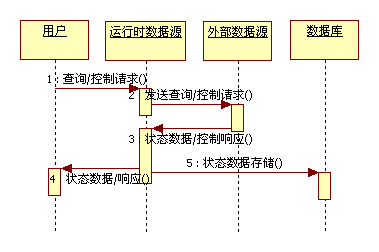 用户 运行时数据源 外部数据源 数据库
1 : 查询/控制请求()
2 发送查询/控制请求()
3 状态数据/控制响应()
5 : 状态数据存储()
4 状态数据/响应()